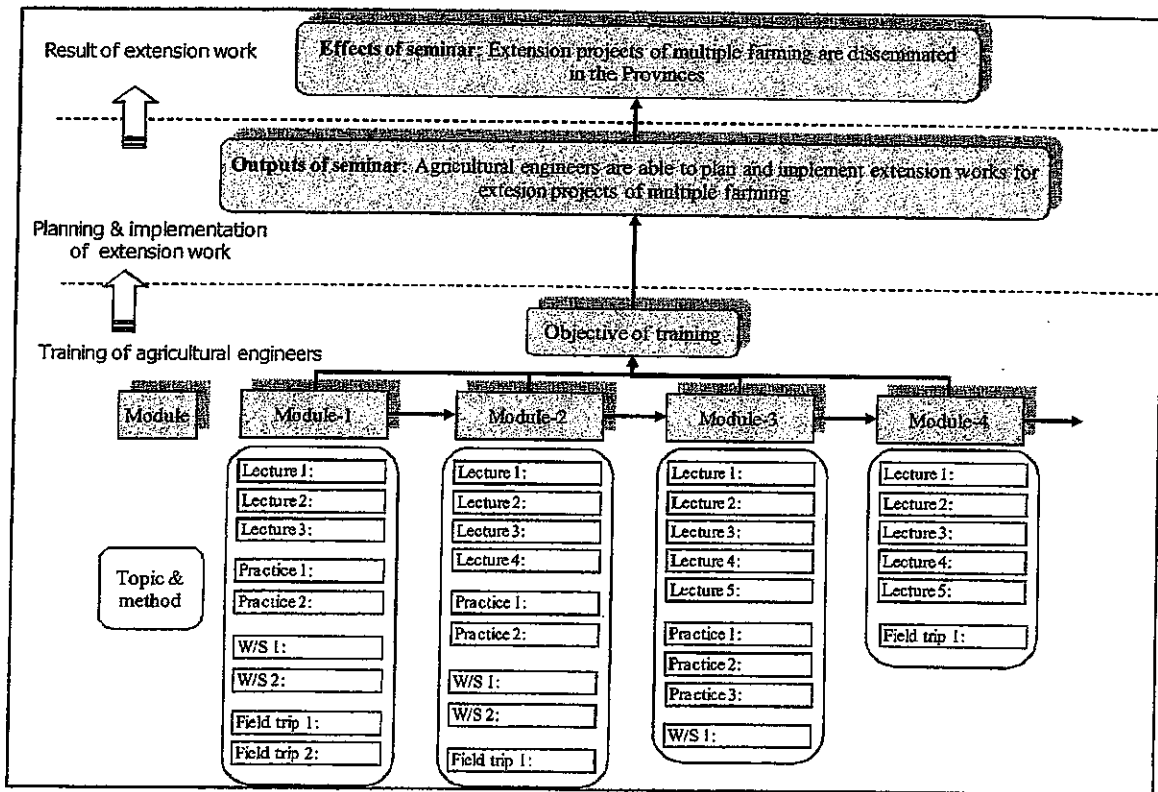 Result of extension work
Effects of seminar: Extension projects of multiple farming are disseminated
in the Provinces
Outputs of seminar: Agricultural engineers are able to plan and implement extension works for
extesion projects of multiple farming
Planning & implementation
of extension work
Objective of training
Training of agricultural engineers
Module
Module-1
Module-2
Module-3
Module-4
Topic &
method
Lecture 1:
Lecture 2:
Lecture 3:
Practice 1:
Practice 2:
W/S 1:
W/S 2:
Field trip 1:
Field trip 2:
Lecture 1:
Lecture 2:
Lecture 3:
Lecture 4:
Practice 1:
Practice 2:
W/S 1:
W/S 2:
Field trip 1:
Lecture 1:
Lecture 2:
Lecture 3:
Lecture 4:
Lecture 5:
Practice 1:
Practice 2:
Practice 3:
W/S 1:
Lecture 1:
Lecture 2:
Lecture 3:
Lecture 4:
Lecture 5:
Field trip 1: